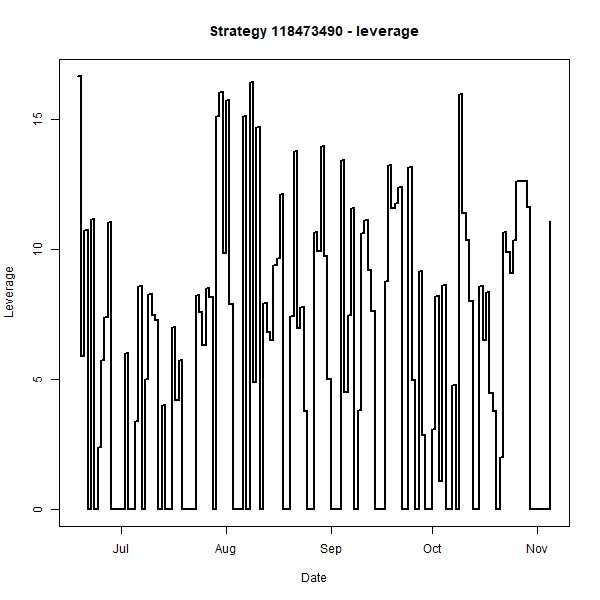 Strategy 118473490 - leverage
Leverage
15
10
5
0
Jul
Aug
Sep
Oct
Nov
Date